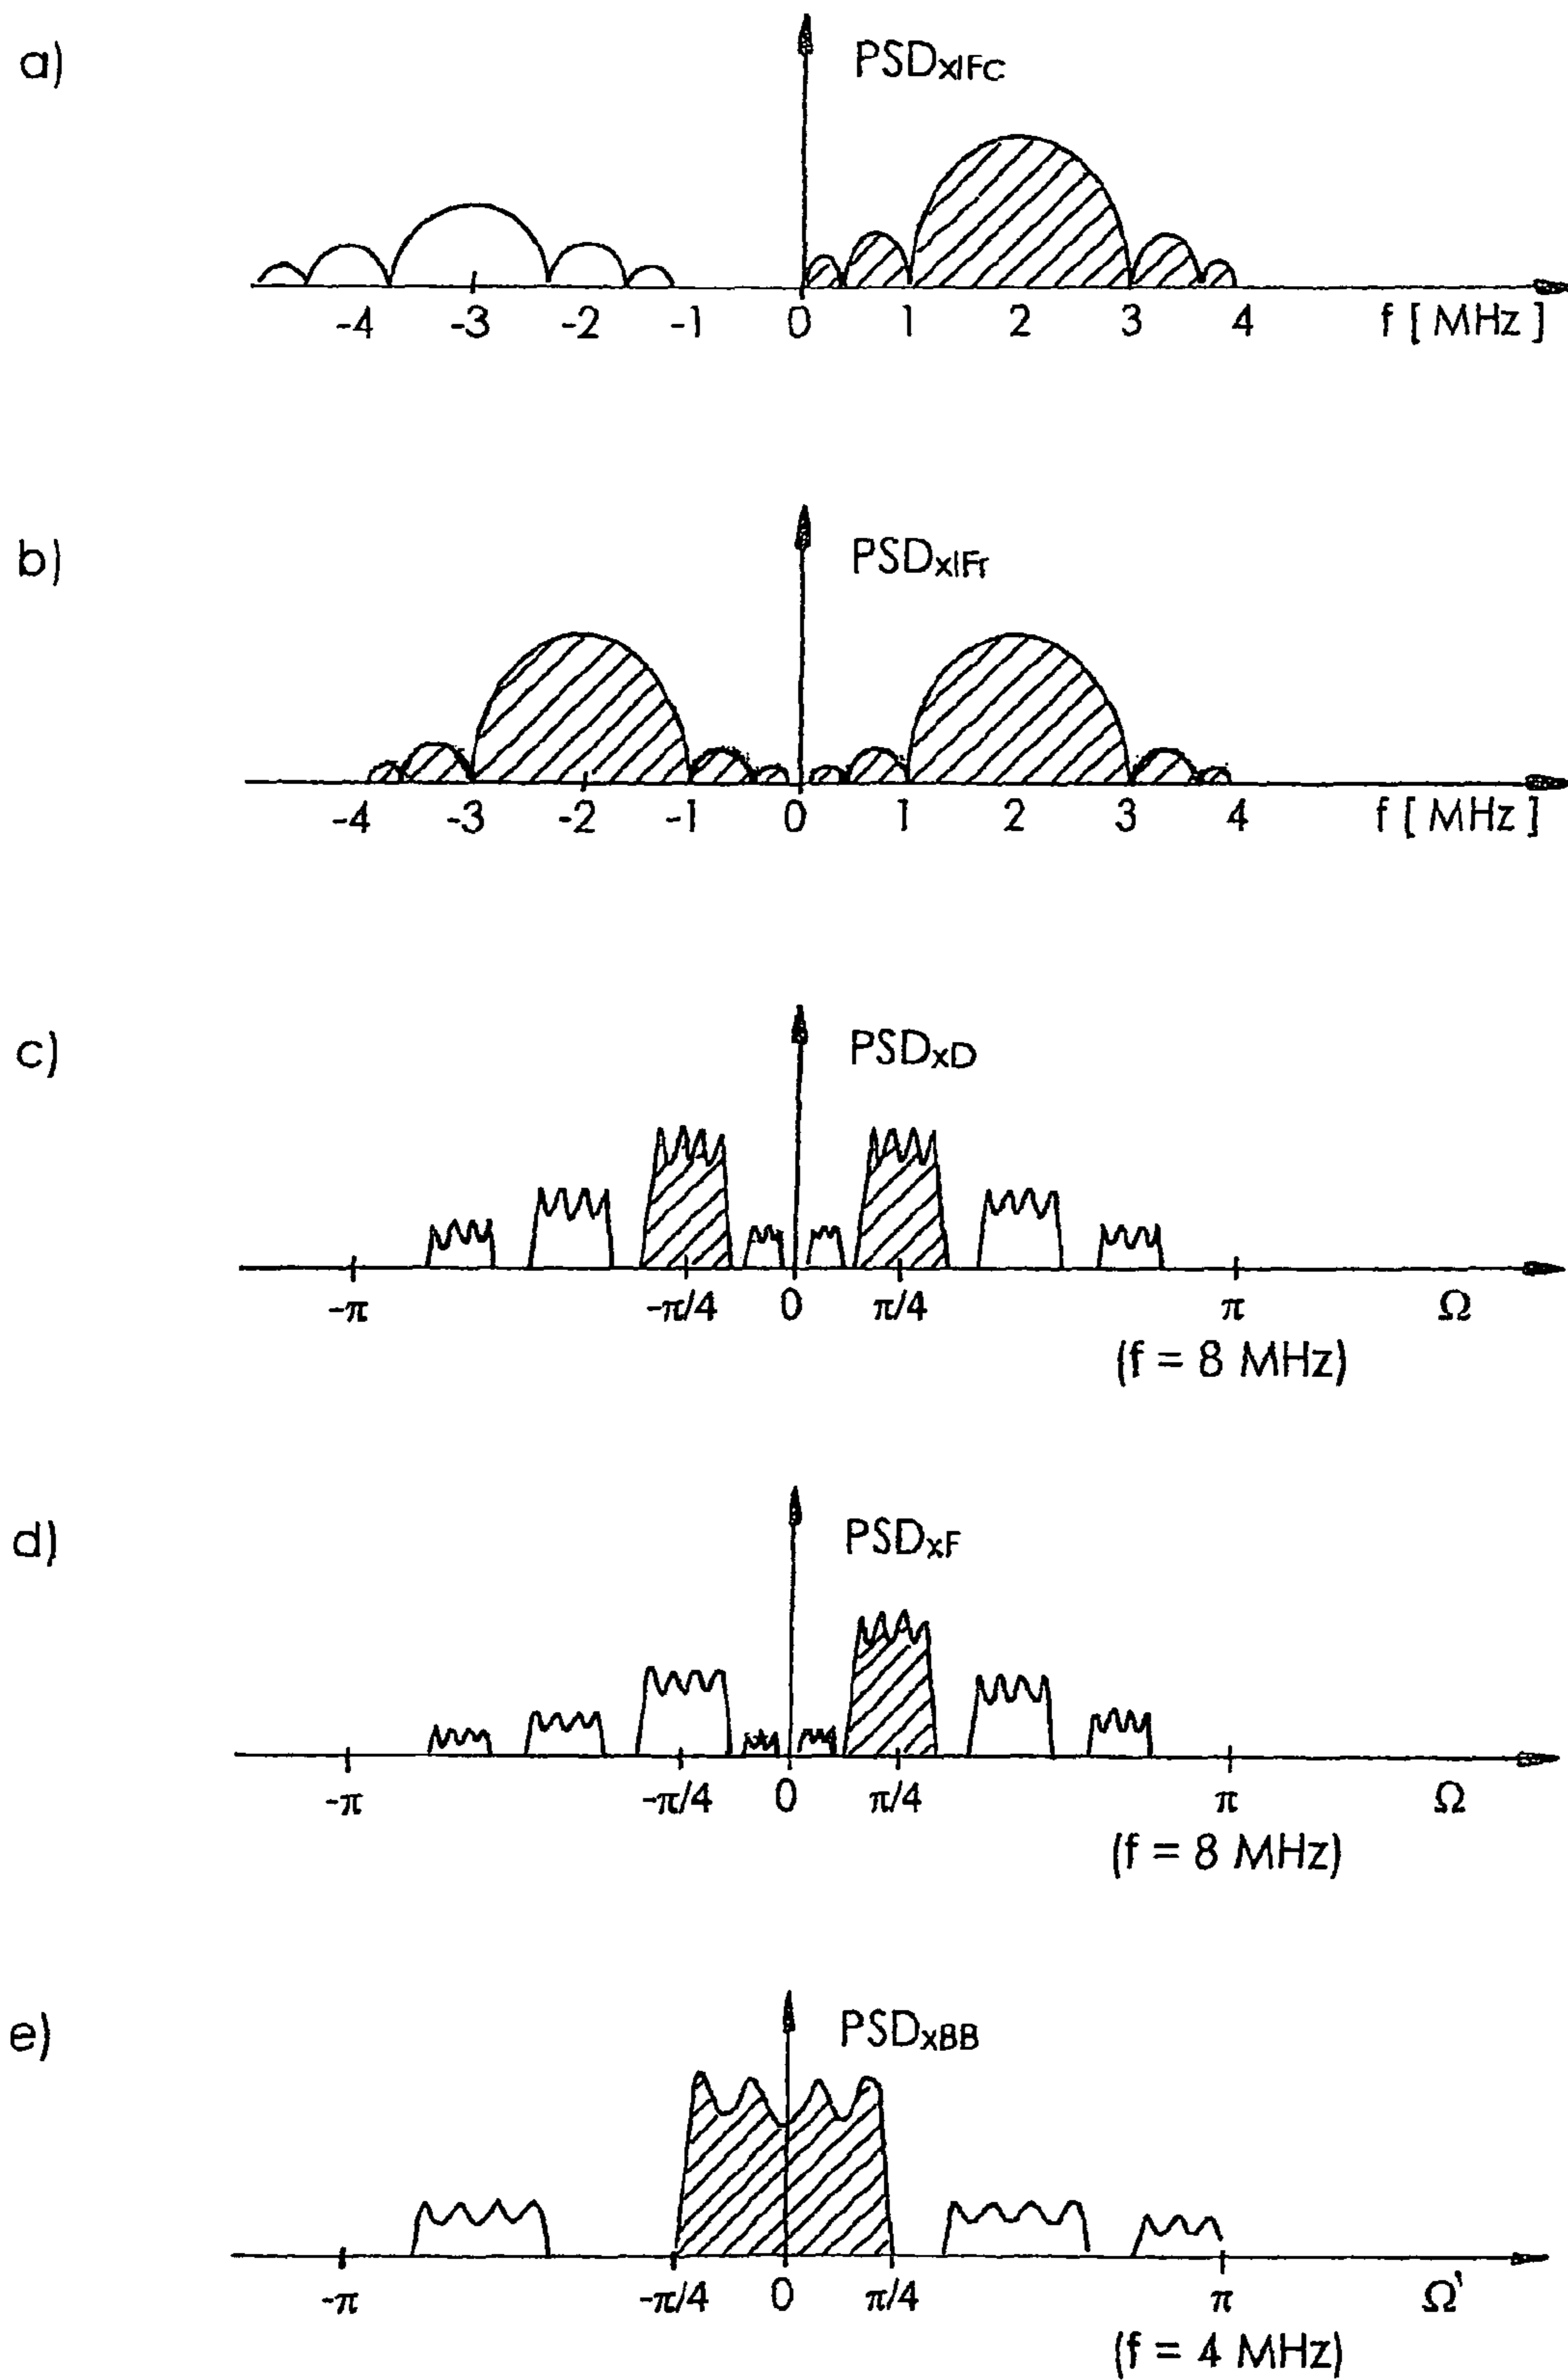 a)
PSDxIFc
-4 -3 -2 -1 0 1 2 3 4 f [ MHz ]
b)
PSDxIFr
-4 -3 -2 -1 0 1 2 3 4 f [ MHz ]
c)
PSDxD
-π -π/4 0 π/4 π Ω
(f = 8 MHz)
d)
PSDxF
-π -π/4 0 π/4 π Ω
(f = 8 MHz)
e)
PSDxBB
-π -π/4 0 π/4 π Ω'
(f = 4 MHz)